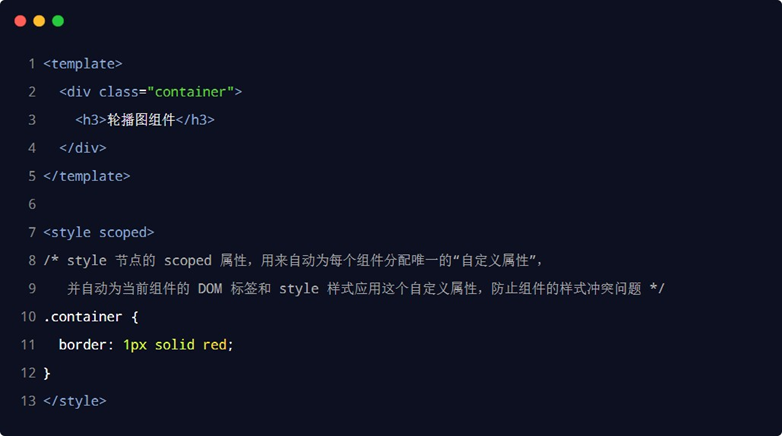 1 <template>
2   <div class="container">
3     <h3>轮播图组件</h3>
4   </div>
5 </template>
6
7 <style scoped>
8 /* style 节点的 scoped 属性，用来自动为每个组件分配唯一的“自定义属性”，
9    并自动为当前组件的 DOM 标签和 style 样式应用这个自定义属性，防止组件的样式冲突问题 */
10 .container {
11   border: 1px solid red;
12 }
13 </style>